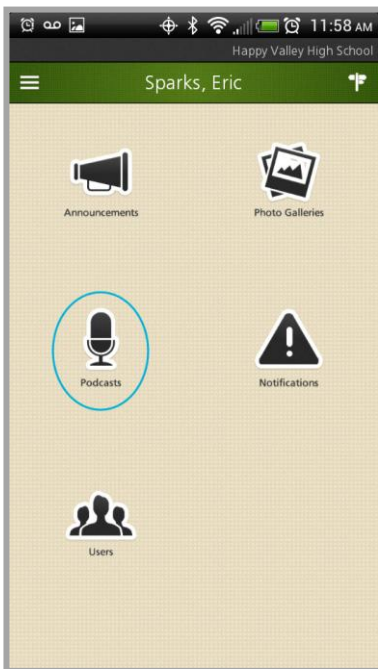 11:58 AM
Happy Valley High School
Sparks, Eric
Announcements
Photo Galleries
Podcasts
Notifications
Users